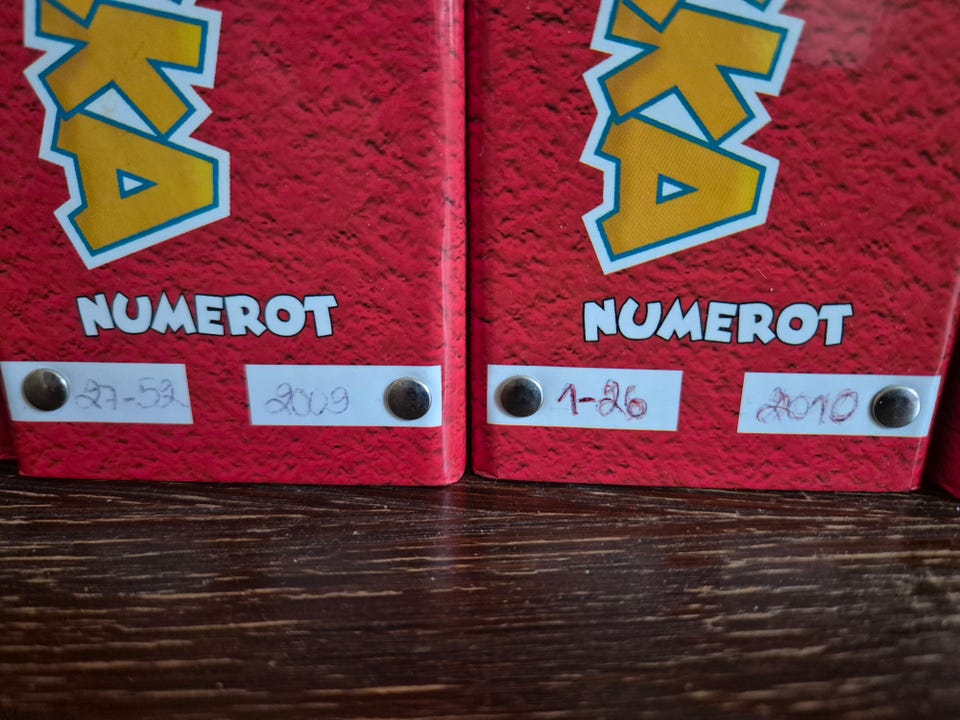 KA
NUMEROT
27-52 2009
KA
NUMEROT
1-26 2010